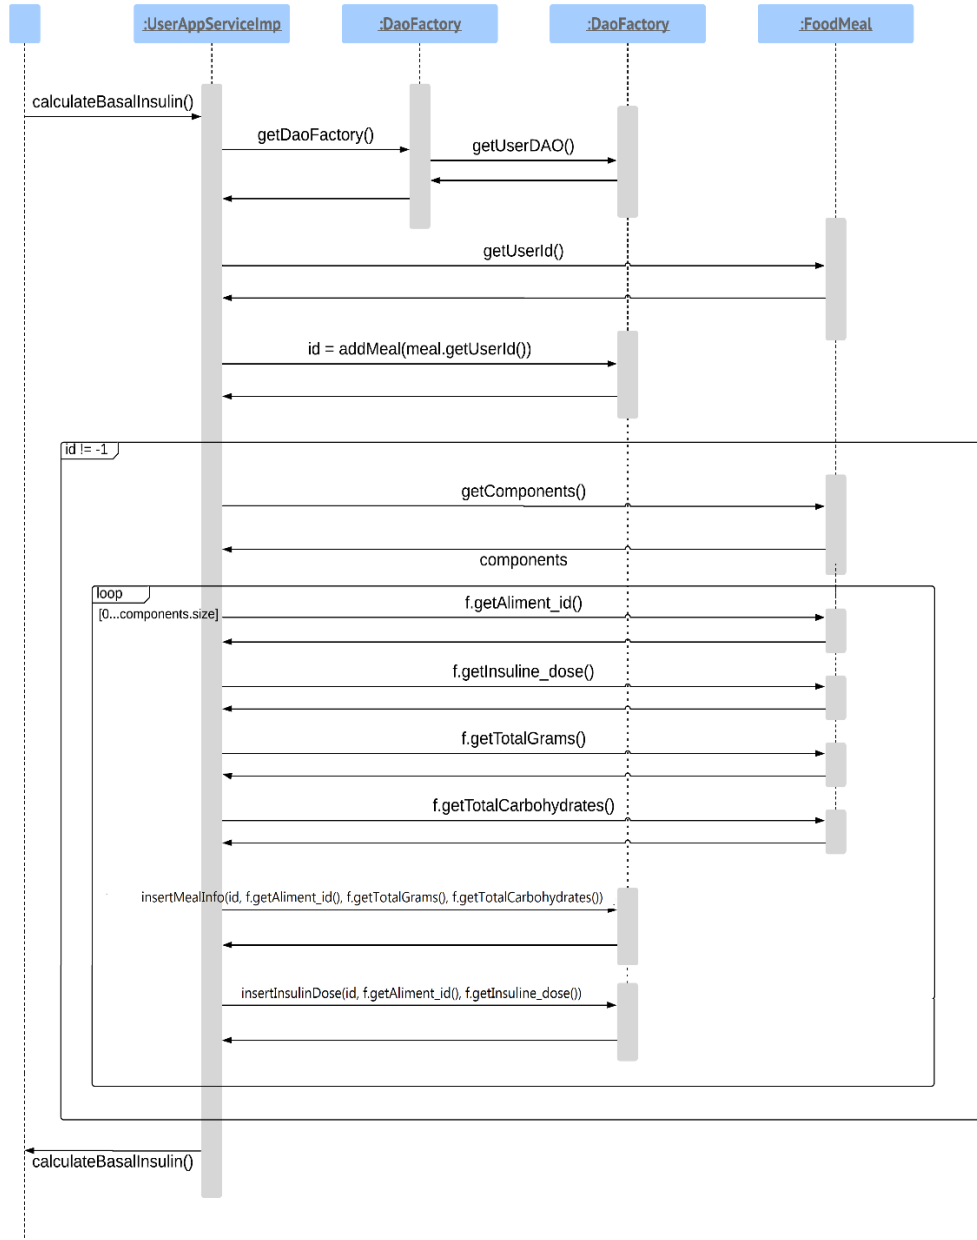 :UserAppServiceImp
:DaoFactory
:DaoFactory
:FoodMeal
calculateBasalInsulin()
getDaoFactory()
getUserDAO()
getUserId()
id = addMeal(meal.getUserId())
id != -1
getComponents()
components
loop
[0...components.size]
f.getAliment_id()
f.getInsuline_dose()
f.getTotalGrams()
f.getTotalCarbohydrates()
insertMealInfo(id, f.getAliment_id(), f.getTotalGrams(), f.getTotalCarbohydrates())
insertInsulinDose(id, f.getAliment_id(), f.getInsuline_dose())
calculateBasalInsulin()